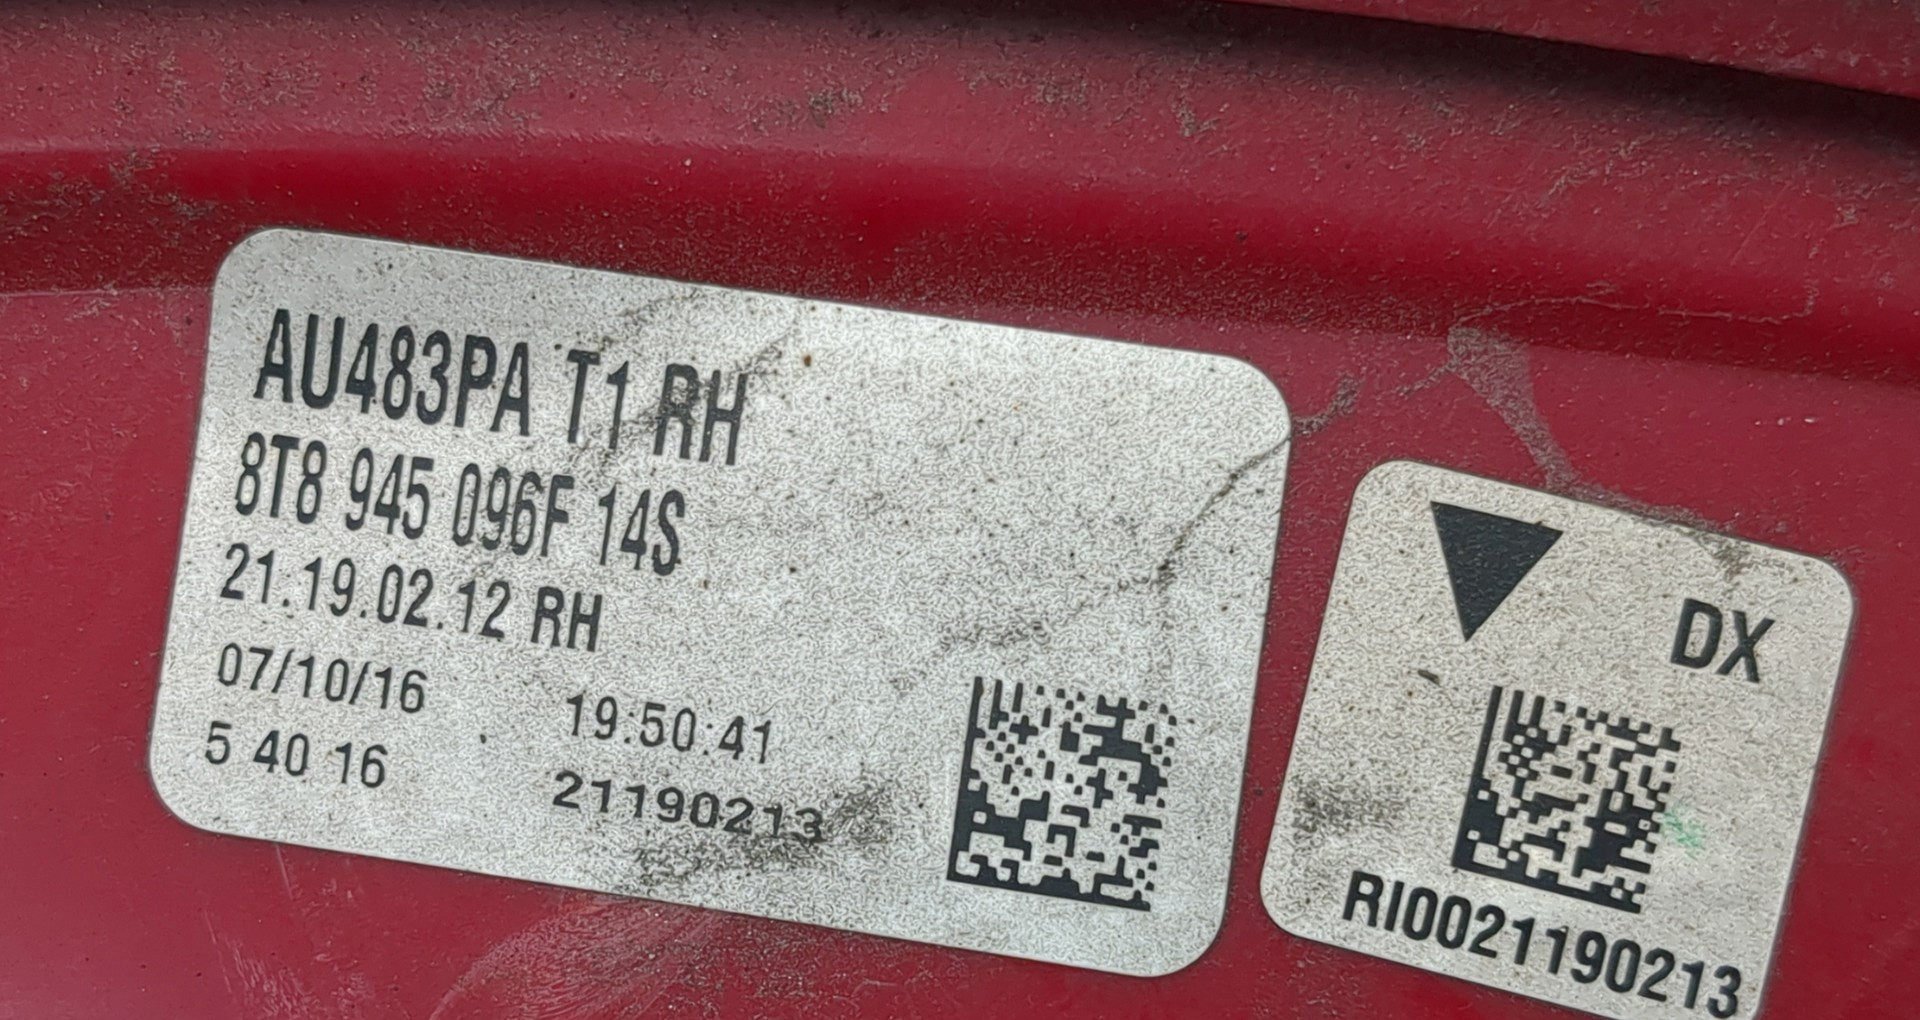 AU483PA T1 RH
8T8 945 096F 14S
21.19.02.12 RH
07/10/16 19:50:41
5 40 16 21190213
DX
RI0021190213